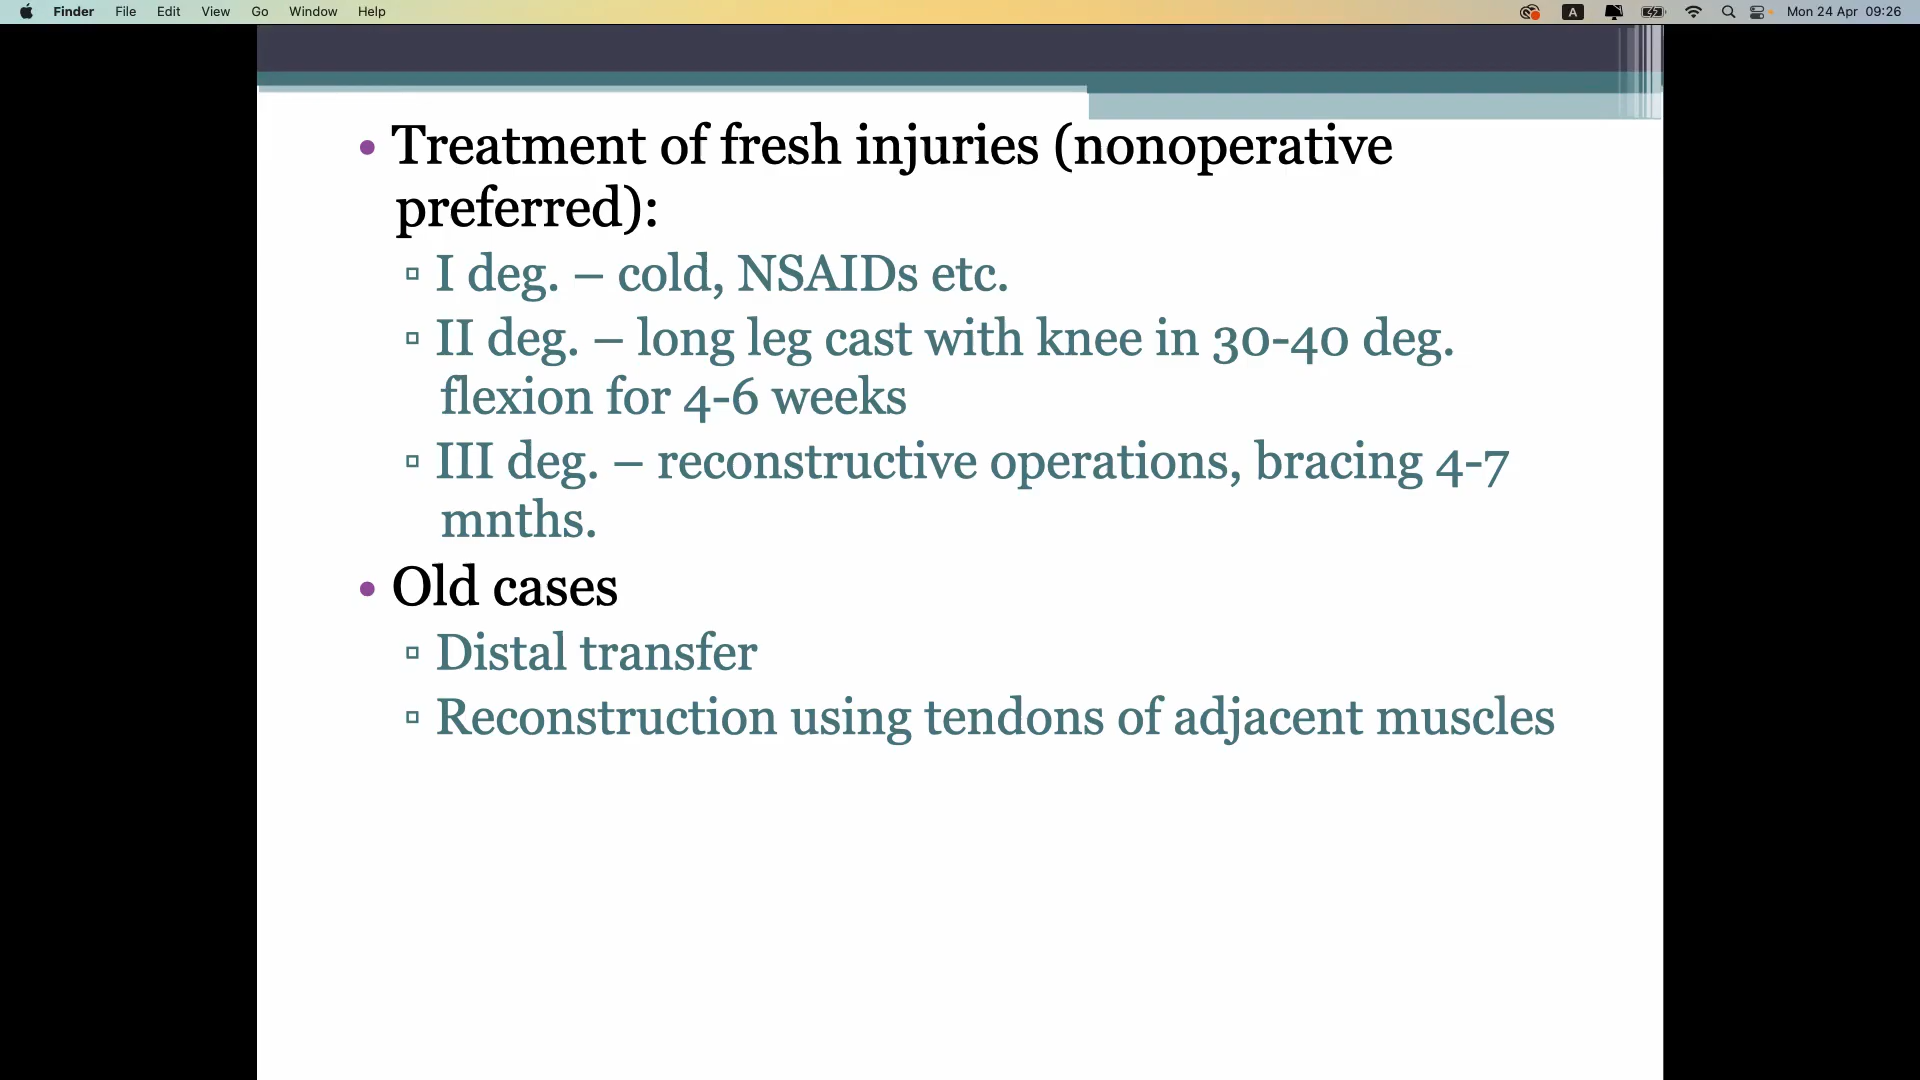 Finder File Edit View Go Window Help A Mon 24 Apr 09:26
• Treatment of fresh injuries (nonoperative
preferred):
▫ I deg. – cold, NSAIDs etc.
▫ II deg. – long leg cast with knee in 30-40 deg.
flexion for 4-6 weeks
▫ III deg. – reconstructive operations, bracing 4-7
mnths.
• Old cases
▫ Distal transfer
▫ Reconstruction using tendons of adjacent muscles